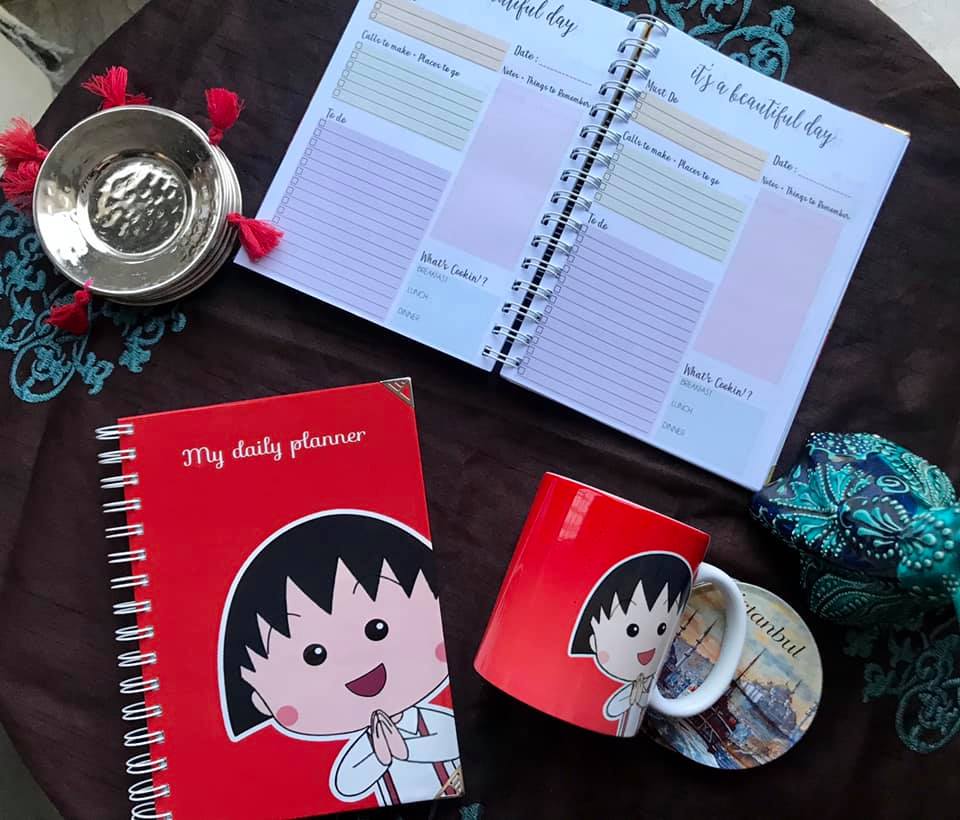 beautiful day
Date :
Calls to make • Places to go
Notes • Things to Remember
To do
What's Cookin'?
BREAKFAST
LUNCH
DINNER
it's a beautiful day
Must Do
Date :
Calls to make • Places to go
Notes • Things to Remember
To do
What's Cookin'?
BREAKFAST
LUNCH
DINNER
My daily planner